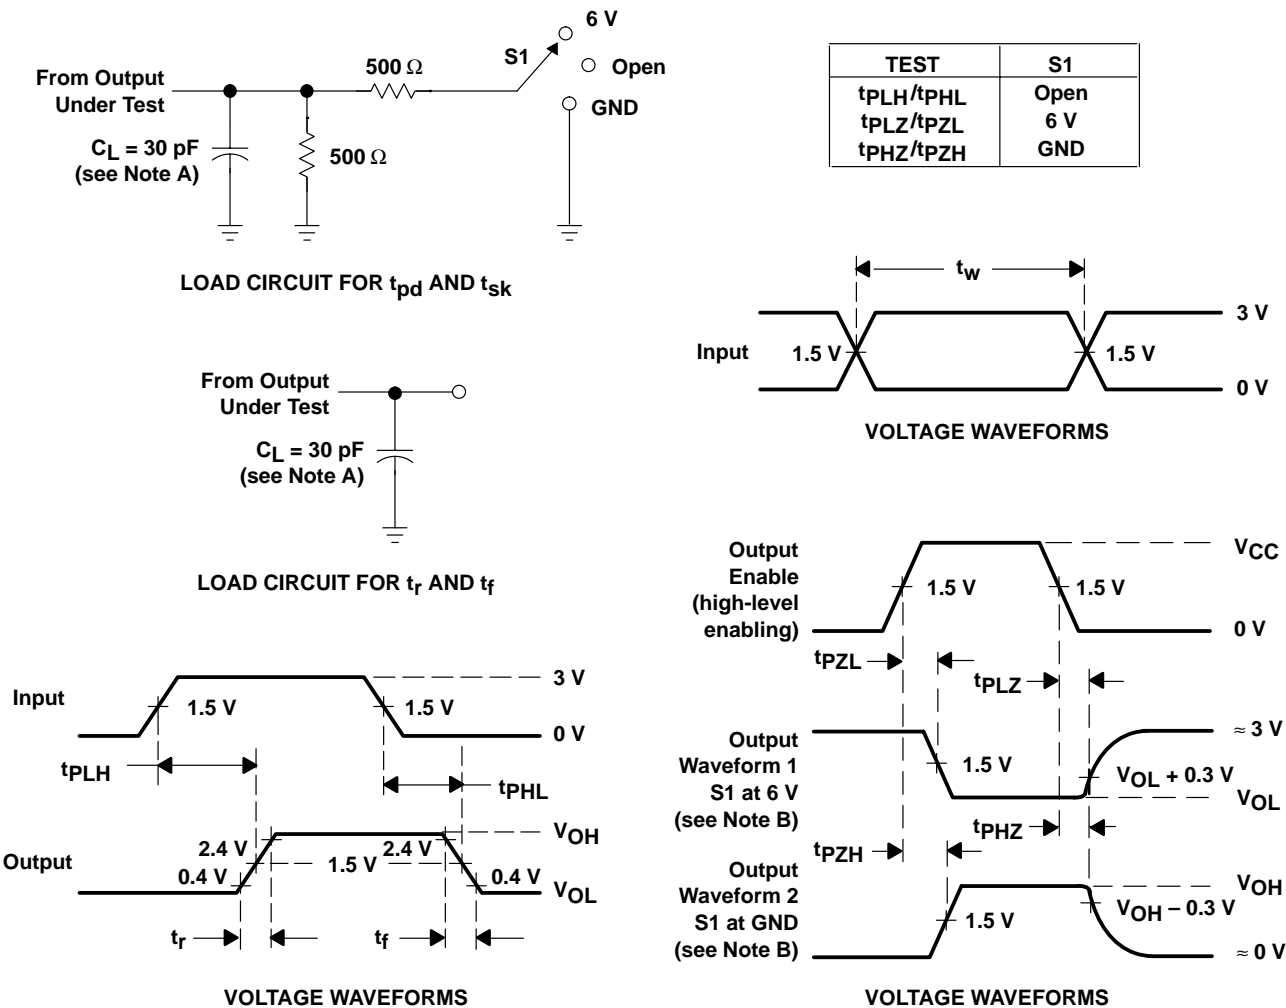 6 V
S1
Open
GND
500 Ω
From Output
Under Test
CL = 30 pF
(see Note A)
500 Ω
LOAD CIRCUIT FOR tpd AND tsk
TEST S1
tPLH/tPHL Open
tPLZ/tPZL 6 V
tPHZ/tPZH GND
From Output
Under Test
CL = 30 pF
(see Note A)
LOAD CIRCUIT FOR tr AND tf
tw
3 V
Input 1.5 V 1.5 V
0 V
VOLTAGE WAVEFORMS
Input
1.5 V 1.5 V
3 V
0 V
tPLH
tPHL
Output
2.4 V 2.4 V
1.5 V
0.4 V 0.4 V
VOH
VOL
tr
tf
VOLTAGE WAVEFORMS
Output
Enable
(high-level
enabling)
1.5 V 1.5 V
VCC
0 V
tPZL
tPLZ
Output
Waveform 1
S1 at 6 V
(see Note B)
1.5 V
≈ 3 V
VOL + 0.3 V
VOL
tPHZ
tPZH
Output
Waveform 2
S1 at GND
(see Note B)
1.5 V
VOH
VOH – 0.3 V
≈ 0 V
VOLTAGE WAVEFORMS